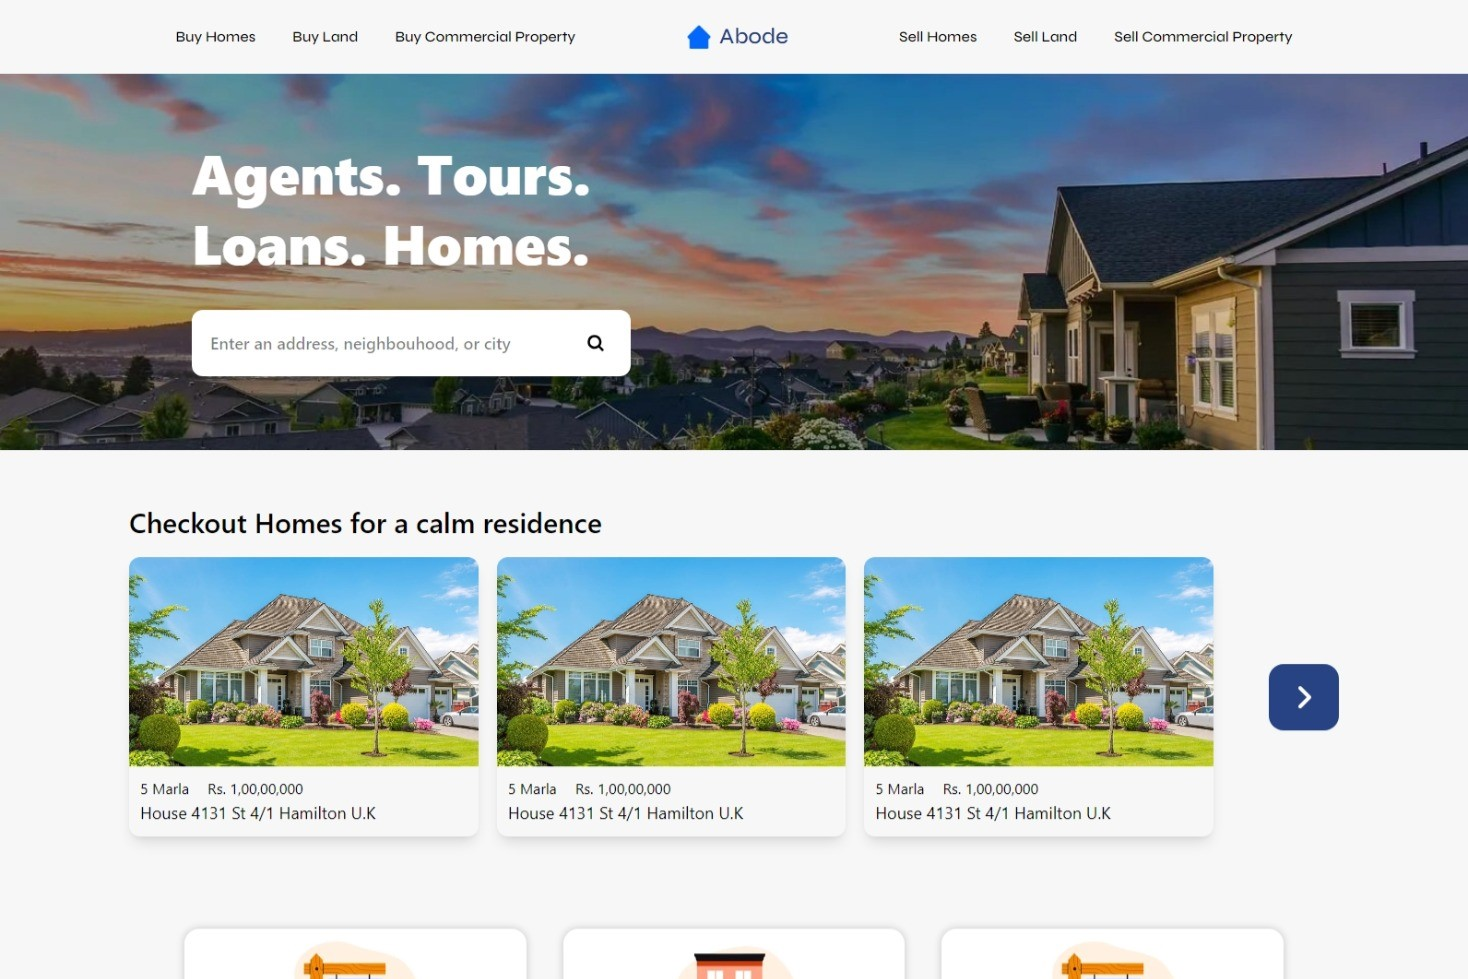 Buy Homes Buy Land Buy Commercial Property Abode Sell Homes Sell Land Sell Commercial Property
Agents. Tours.
Loans. Homes.
Enter an address, neighbouhood, or city
Checkout Homes for a calm residence
5 Marla Rs. 1,00,00,000
House 4131 St 4/1 Hamilton U.K
5 Marla Rs. 1,00,00,000
House 4131 St 4/1 Hamilton U.K
5 Marla Rs. 1,00,00,000
House 4131 St 4/1 Hamilton U.K